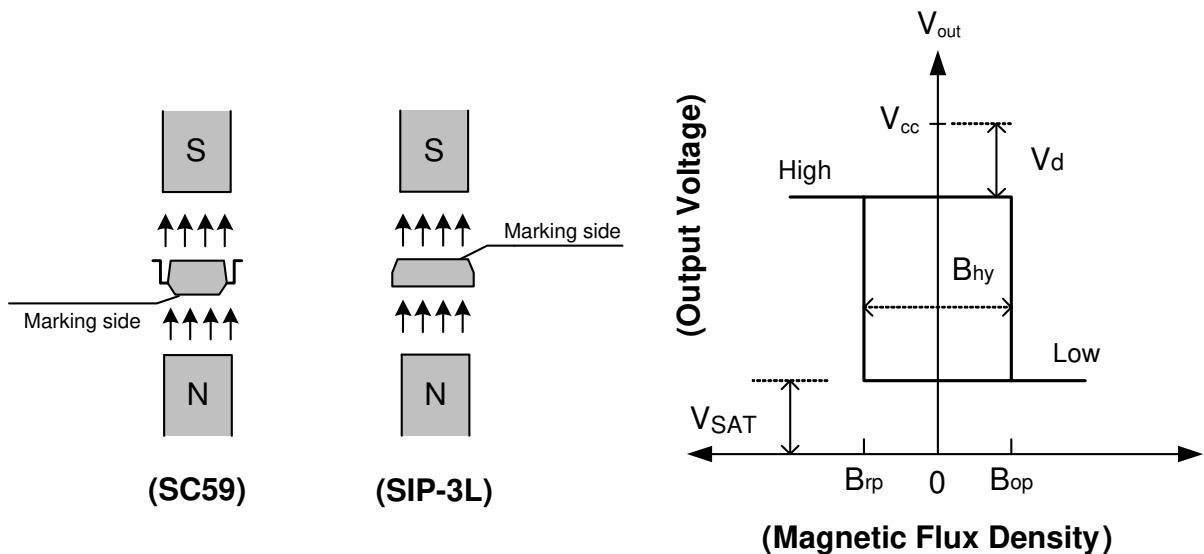 S
Marking side
N
(SC59)
S
Marking side
N
(SIP-3L)
Vout
(Output Voltage)
Vcc
Vd
High
Bhy
Low
VSAT
Brp
0
Bop
(Magnetic Flux Density)